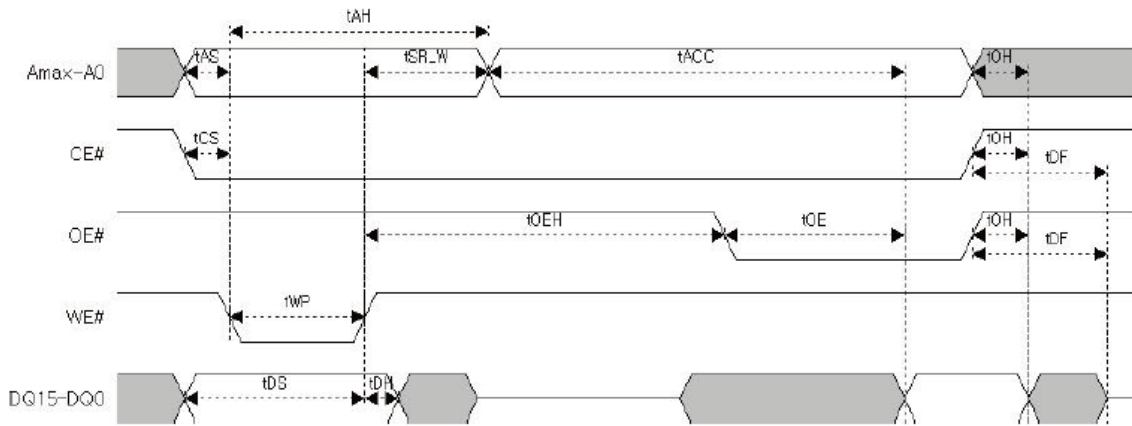 tAH
tAS tSR_W tACC tOH
Amax-A0
tCS tOH
CE# tDF
tOEH tOE tOH
OE# tDF
tWP
WE#
tDS tDH
DQ15-DQ0